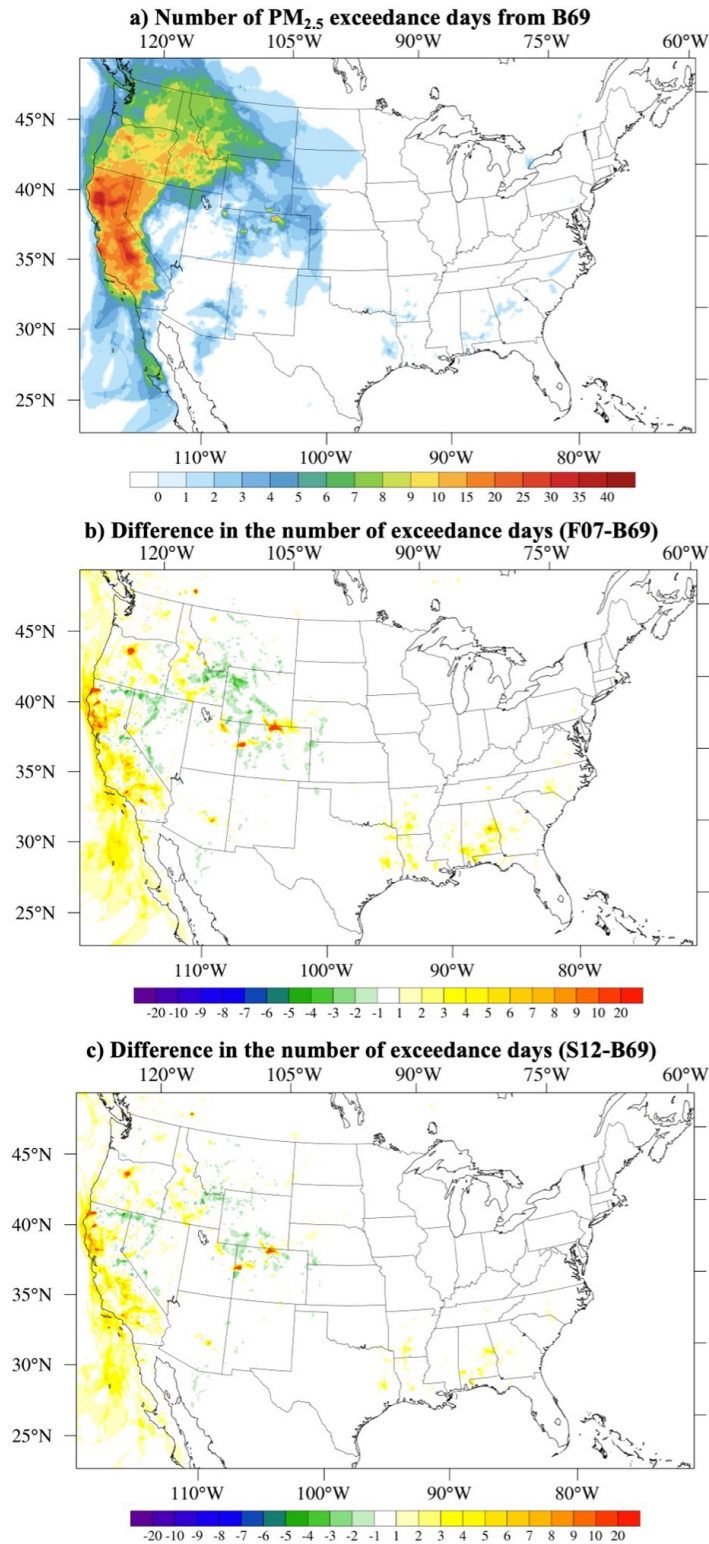 a) Number of PM2.5 exceedance days from B69
120°W 105°W 90°W 75°W 60°W
45°N
40°N
35°N
30°N
25°N
110°W 100°W 90°W 80°W
0 1 2 3 4 5 6 7 8 9 10 15 20 25 30 35 40
b) Difference in the number of exceedance days (F07-B69)
120°W 105°W 90°W 75°W 60°W
45°N
40°N
35°N
30°N
25°N
110°W 100°W 90°W 80°W
-20 -10 -9 -8 -7 -6 -5 -4 -3 -2 -1 1 2 3 4 5 6 7 8 9 10 20
c) Difference in the number of exceedance days (S12-B69)
120°W 105°W 90°W 75°W 60°W
45°N
40°N
35°N
30°N
25°N
110°W 100°W 90°W 80°W
-20 -10 -9 -8 -7 -6 -5 -4 -3 -2 -1 1 2 3 4 5 6 7 8 9 10 20